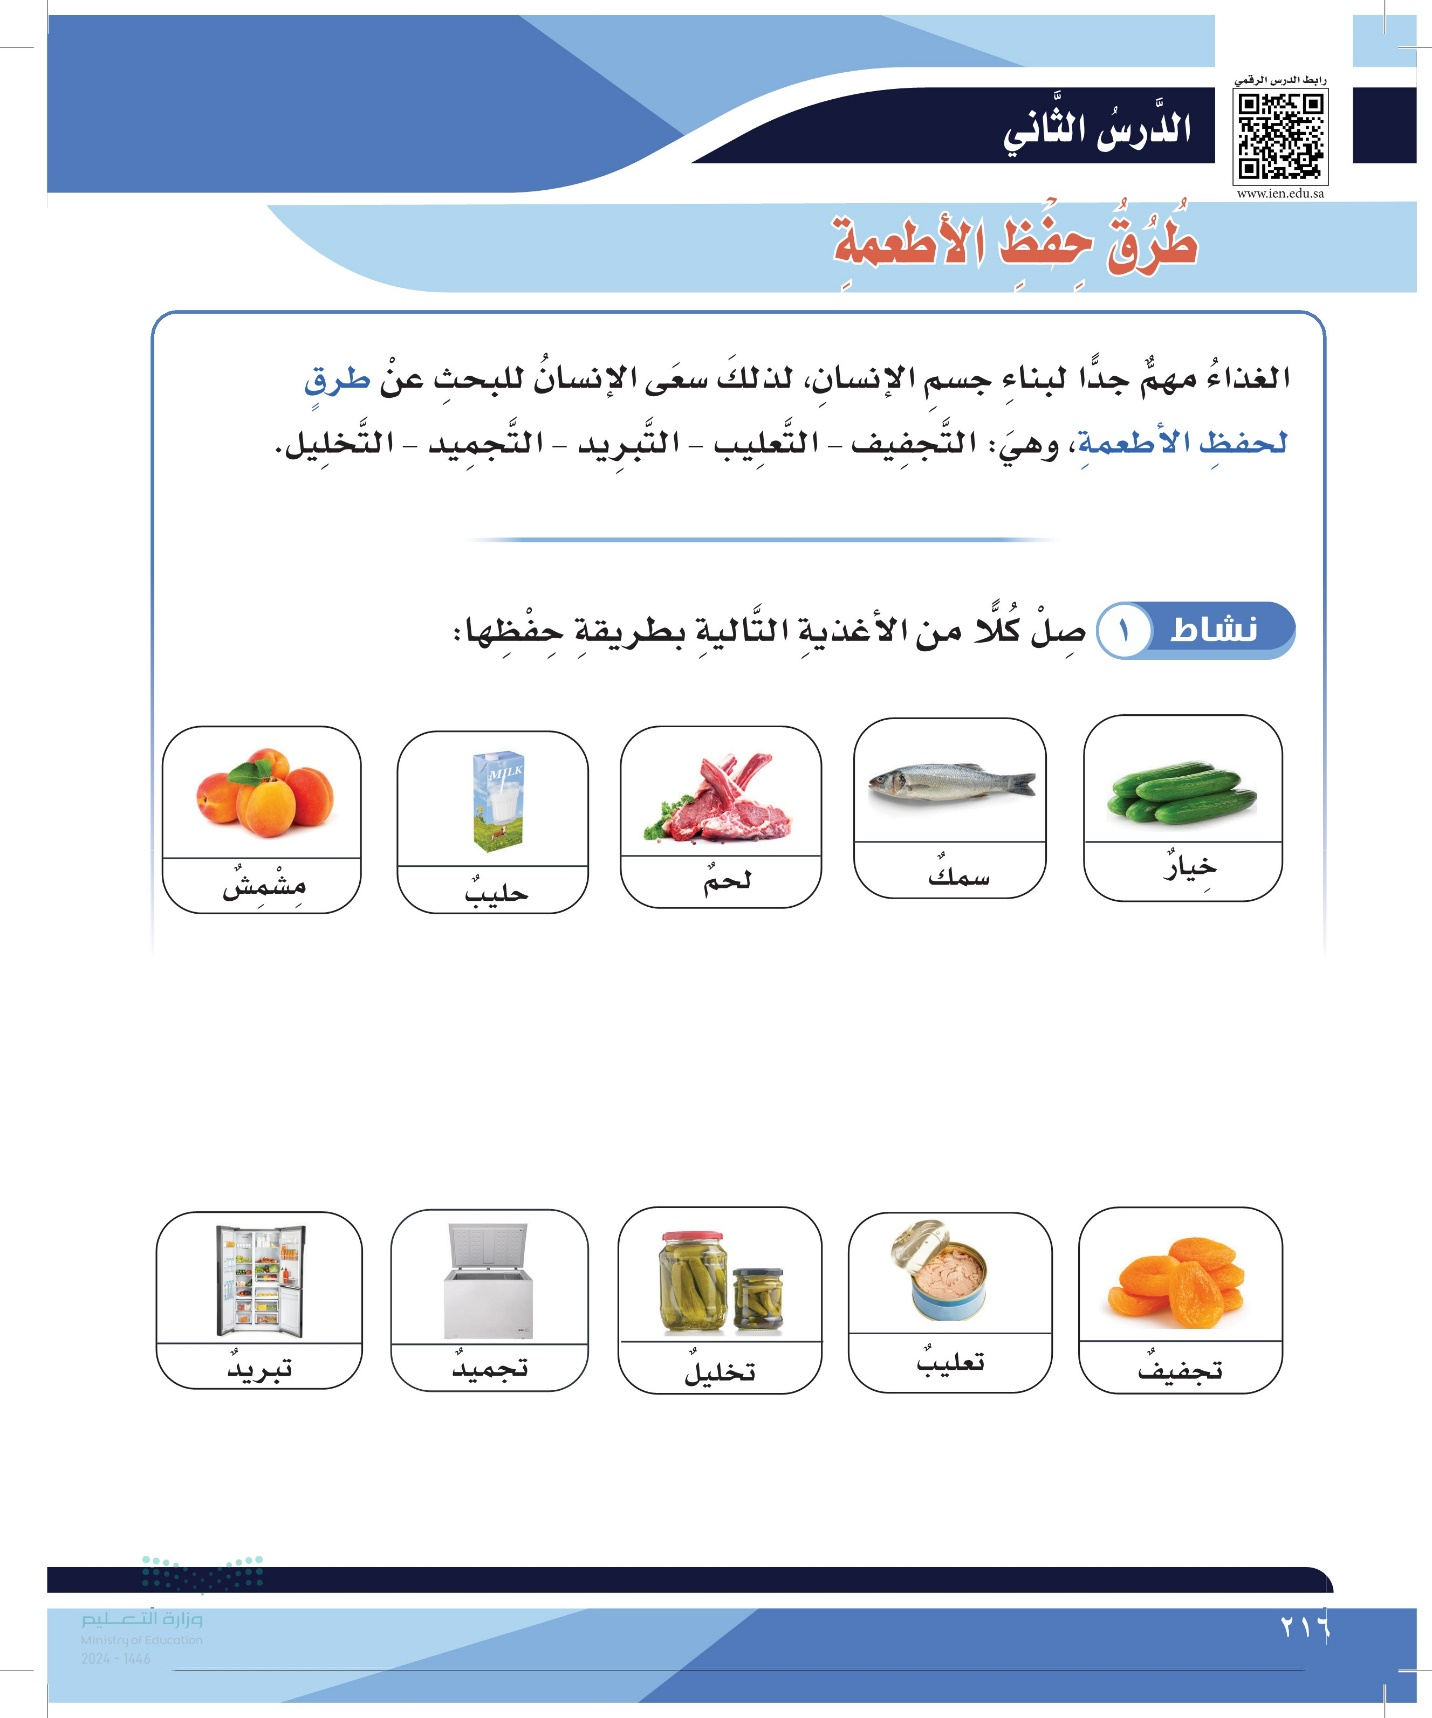 رابط الدرس الرقمي
www.ien.edu.sa
الدَّرسُ الثَّاني
طُرُقُ حِفْظِ الأطعمةِ
الغذاءُ مهمٌّ جدًّا لبناءِ جسمِ الإنسانِ، لذلكَ سعَى الإنسانُ للبحثِ عنْ طرقٍ
لحفظِ الأطعمةِ، وهيَ: التَّجفِيف – التَّعلِيب – التَّبرِيد – التَّجمِيد – التَّخلِيل.
نشاط ١ صِلْ كُلًّا من الأغذيةِ التَّاليةِ بطريقةِ حِفْظِها:
MILK
خِيارٌ
سمكٌ
لحمٌ
حليبٌ
مِشْمِشٌ
تجفيفٌ
تعليبٌ
تخليلٌ
تجميدٌ
تبريدٌ
وزارة التعليم
Ministry of Education
2024 - 1446
٢١٦